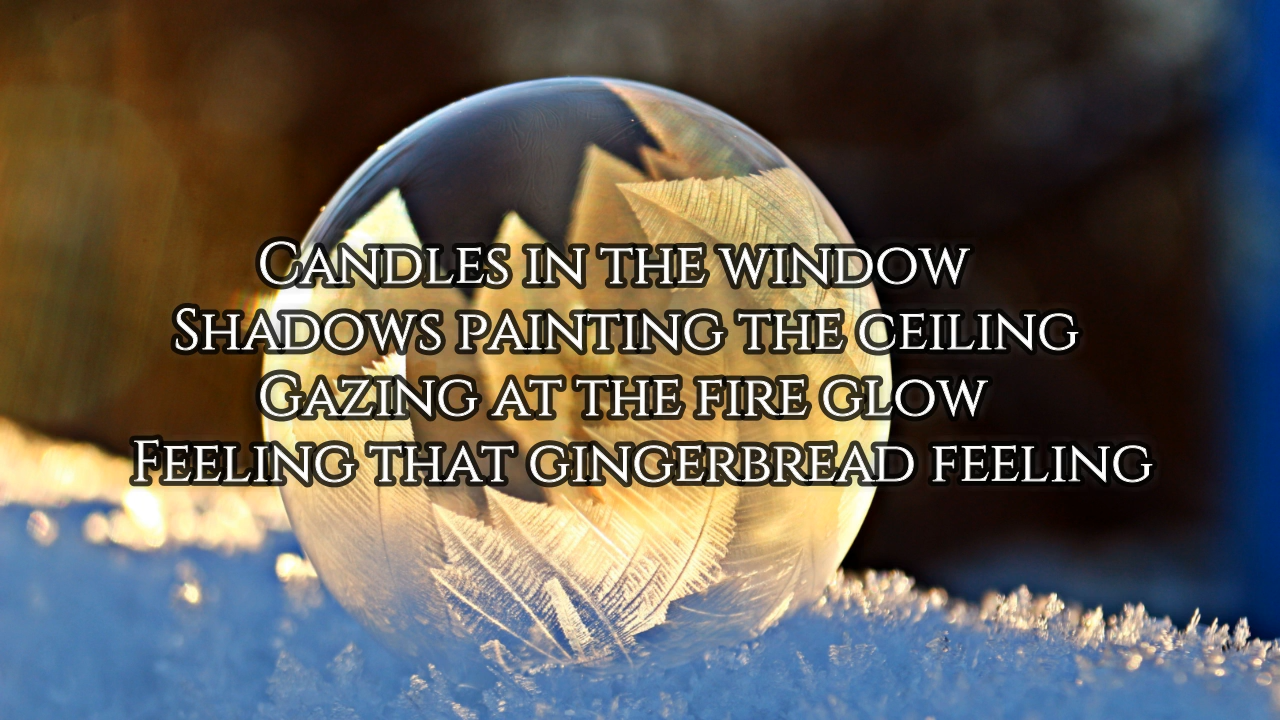 Candles in the window
Shadows painting the ceiling
Gazing at the fire glow
Feeling that gingerbread feeling